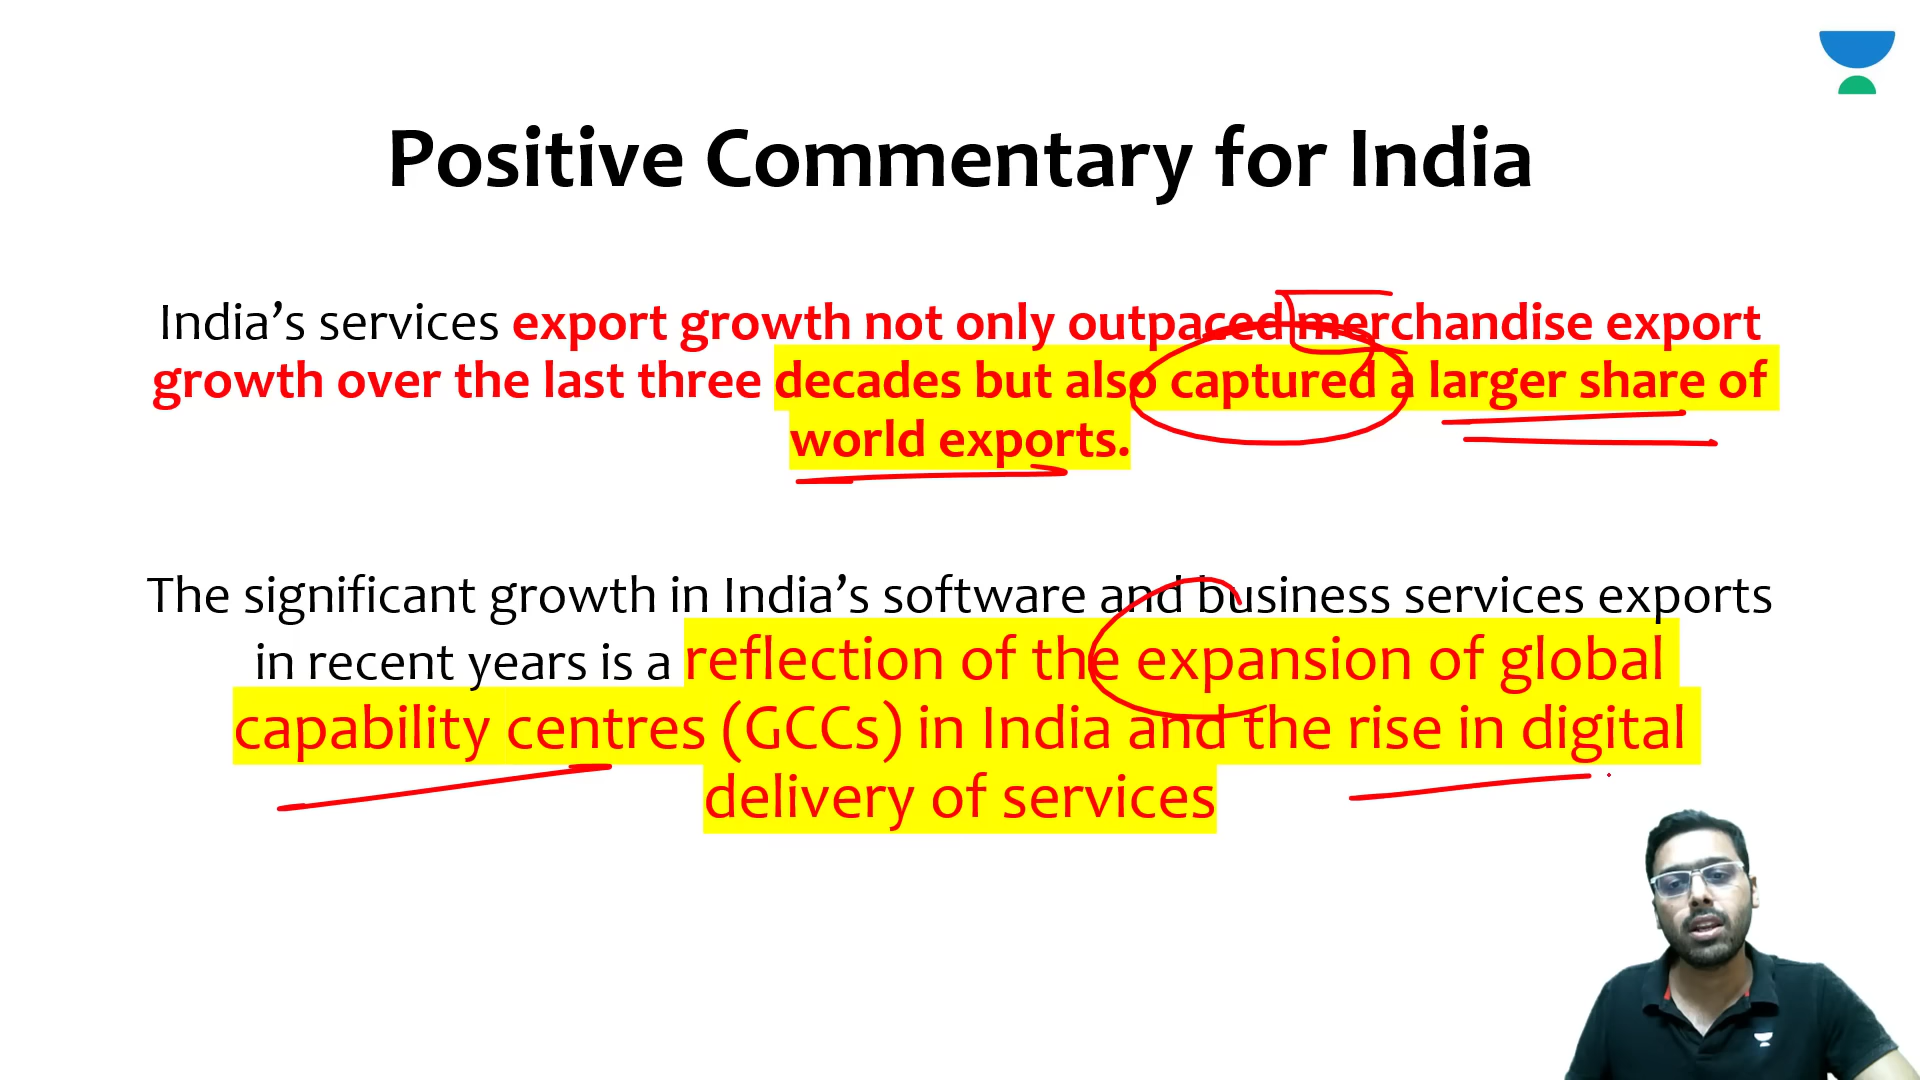 Positive Commentary for India
India’s services export growth not only outpaced merchandise export
growth over the last three decades but also captured a larger share of
world exports.
The significant growth in India’s software and business services exports
in recent years is a reflection of the expansion of global
capability centres (GCCs) in India and the rise in digital
delivery of services